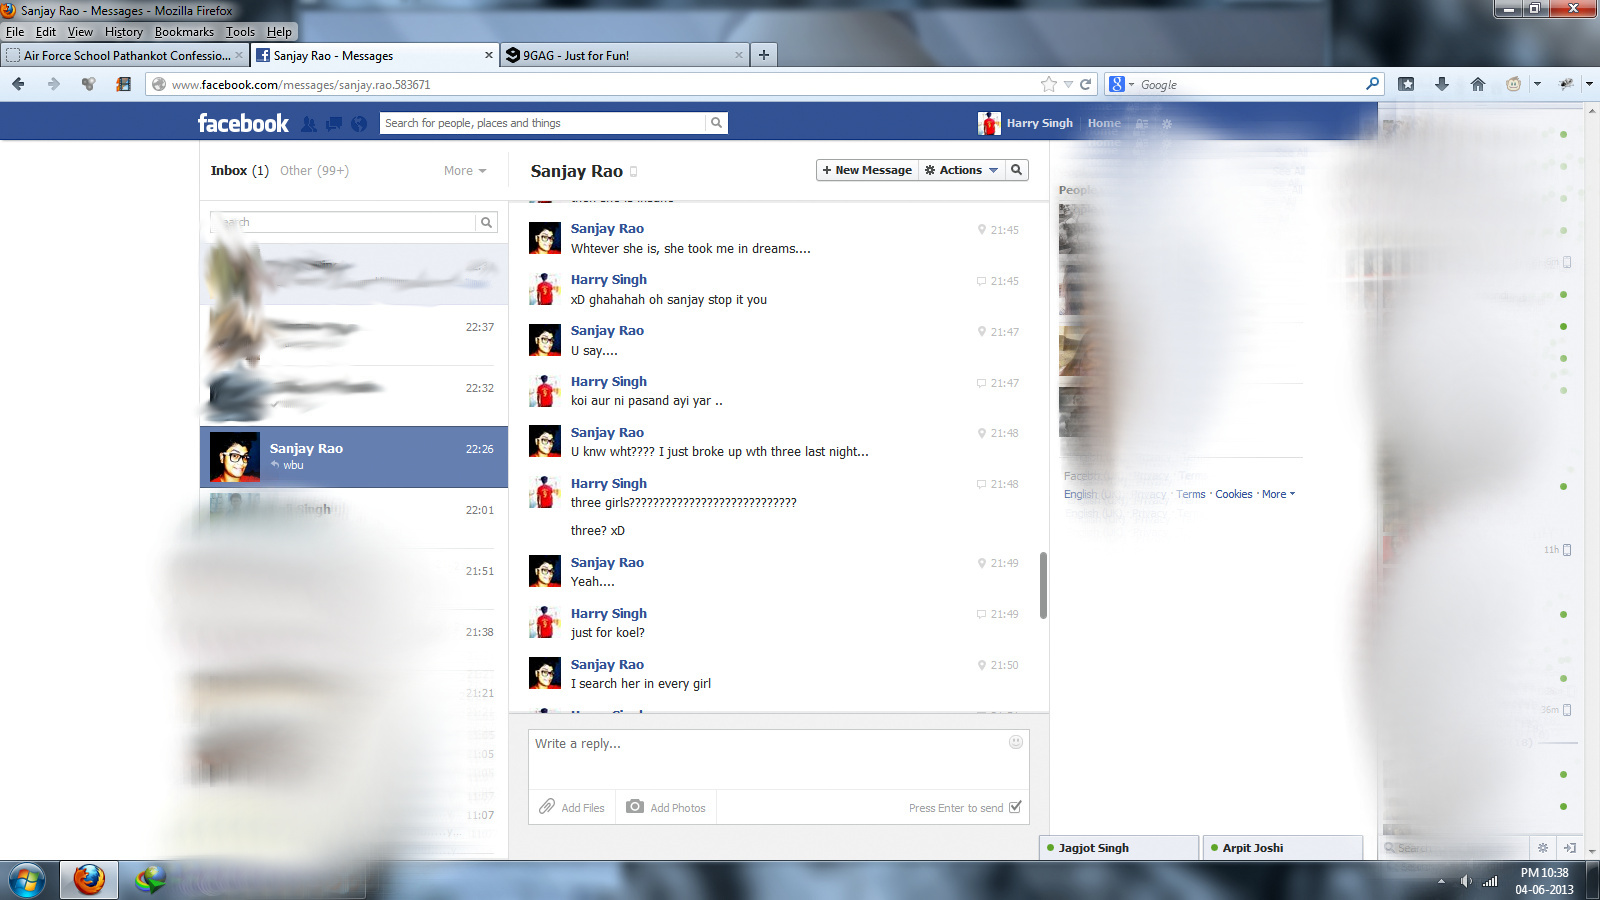 Sanjay Rao - Messages - Mozilla Firefox
File Edit View History Bookmarks Tools Help
Air Force School Pathankot Confessio...
Sanjay Rao - Messages
9GAG - Just for Fun!
www.facebook.com/messages/sanjay.rao.583671
Google
facebook
Search for people, places and things
Harry Singh
Home
Inbox (1) Other (99+)
More
Sanjay Rao
New Message
Actions
22:37
22:32
Sanjay Rao
22:26
wbu
22:01
21:51
21:38
21:21
11:07
Sanjay Rao
21:45
Whtever she is, she took me in dreams....
Harry Singh
21:45
xD ghahahah oh sanjay stop it you
Sanjay Rao
21:47
U say....
Harry Singh
21:47
koi aur ni pasand ayi yar ..
Sanjay Rao
21:48
U knw wht???? I just broke up wth three last night...
Harry Singh
21:48
three girls????????????????????????????
three? xD
Sanjay Rao
21:49
Yeah....
Harry Singh
21:49
just for koel?
Sanjay Rao
21:50
I search her in every girl
Write a reply...
Add Files
Add Photos
Press Enter to send
People
English
Privacy · Terms · Cookies · More
11h
36m
Jagjot Singh
Arpit Joshi
PM 10:38
04-06-2013